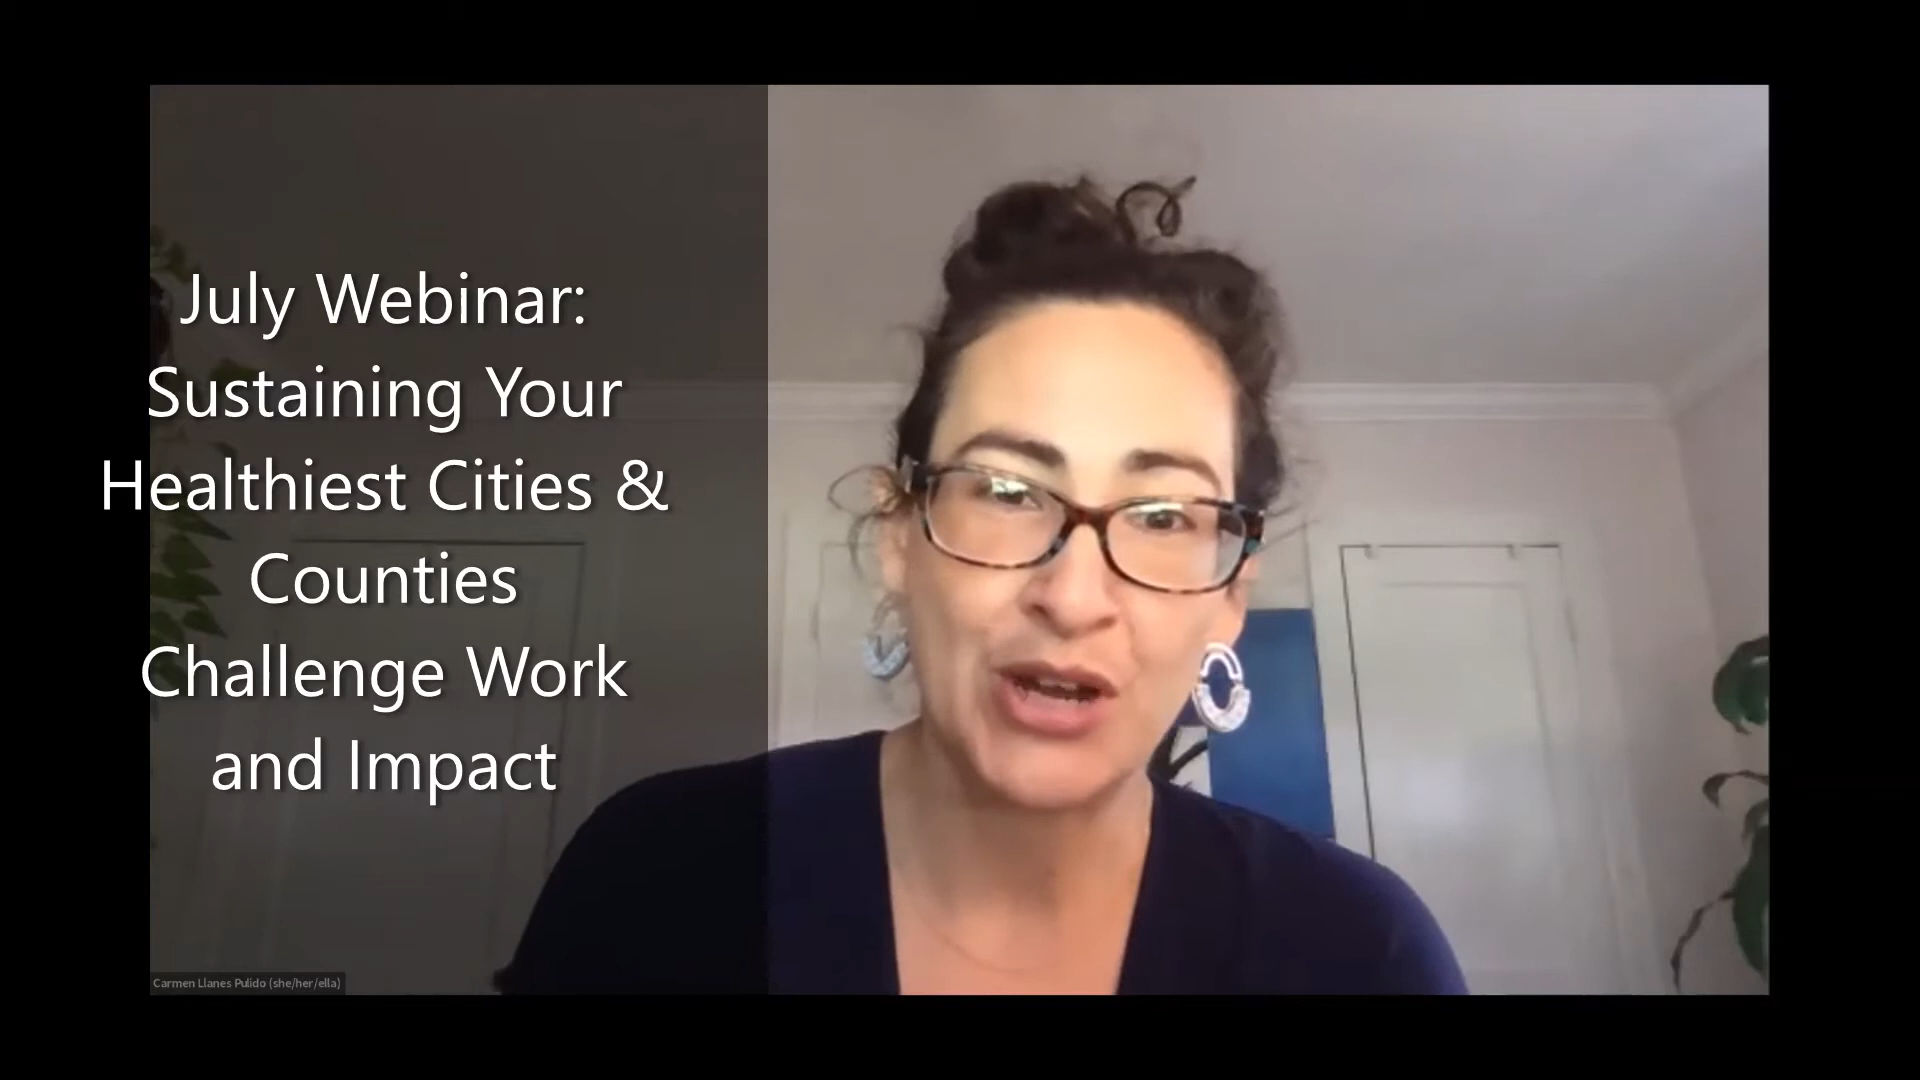 July Webinar:
Sustaining Your
Healthiest Cities &
Counties
Challenge Work
and Impact
Carmen Llanes Pulido (she/her/ella)